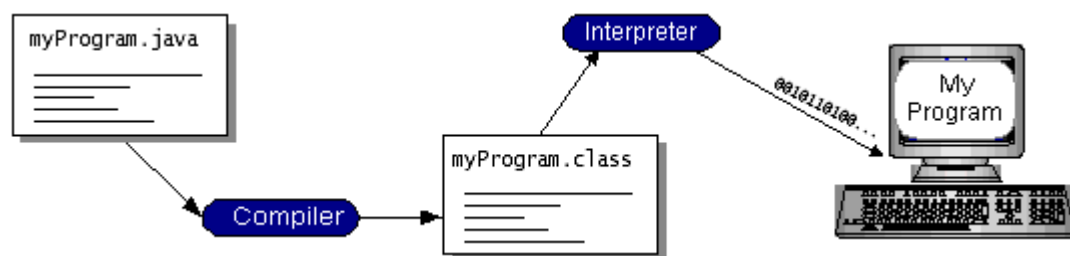 myProgram.java
Compiler
myProgram.class
Interpreter
0010110100...
My
Program